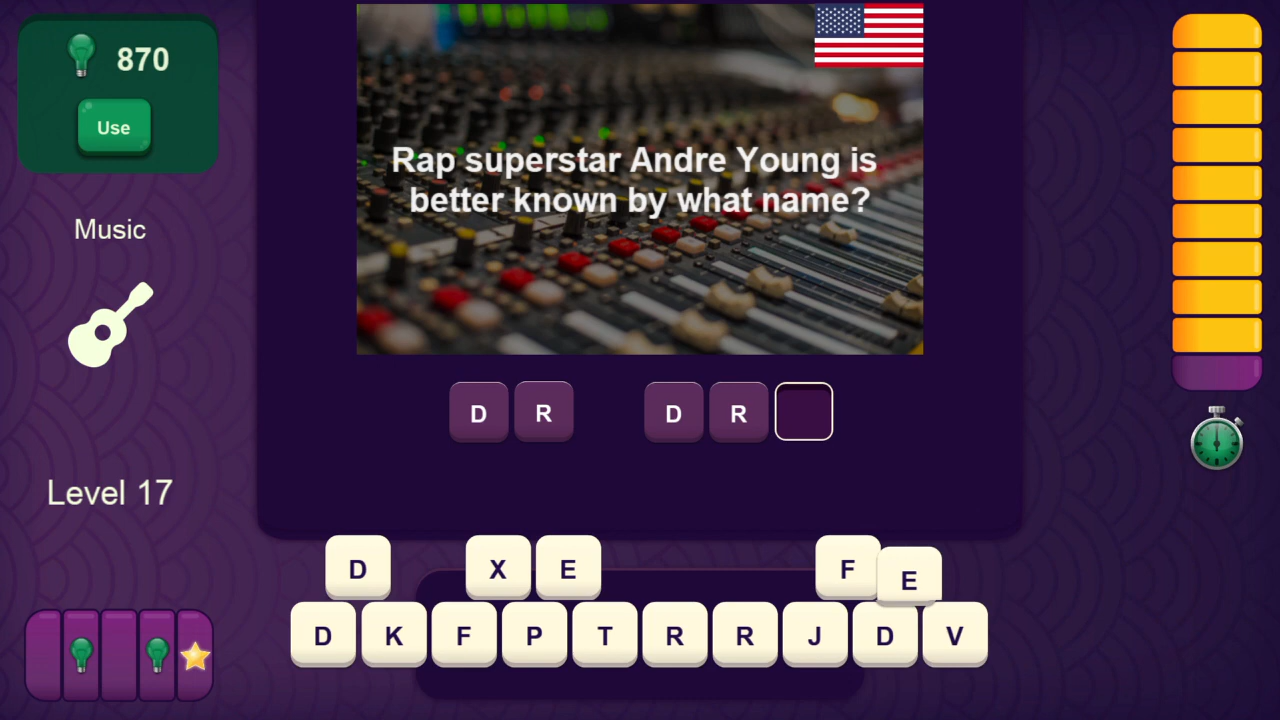 870
Use
Music
Level 17
Rap superstar Andre Young is
better known by what name?
D R D R
D X E F E
D K F P T R R J D V